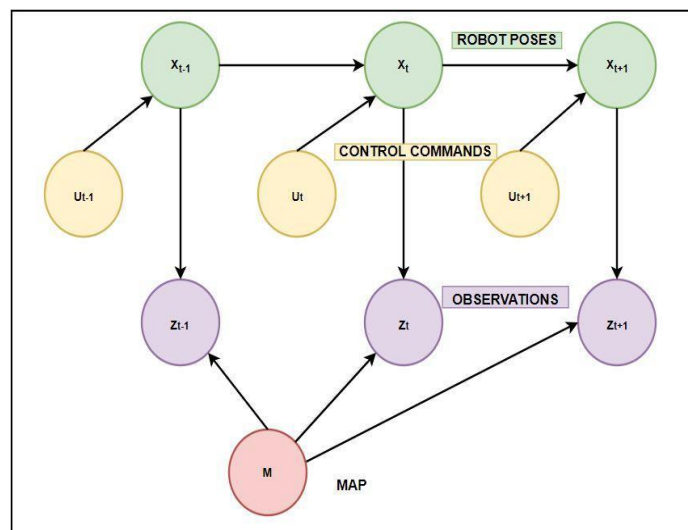 ROBOT POSES
Xt-1
Xt
Xt+1
CONTROL COMMANDS
Ut-1
Ut
Ut+1
OBSERVATIONS
Zt-1
Zt
Zt+1
M
MAP